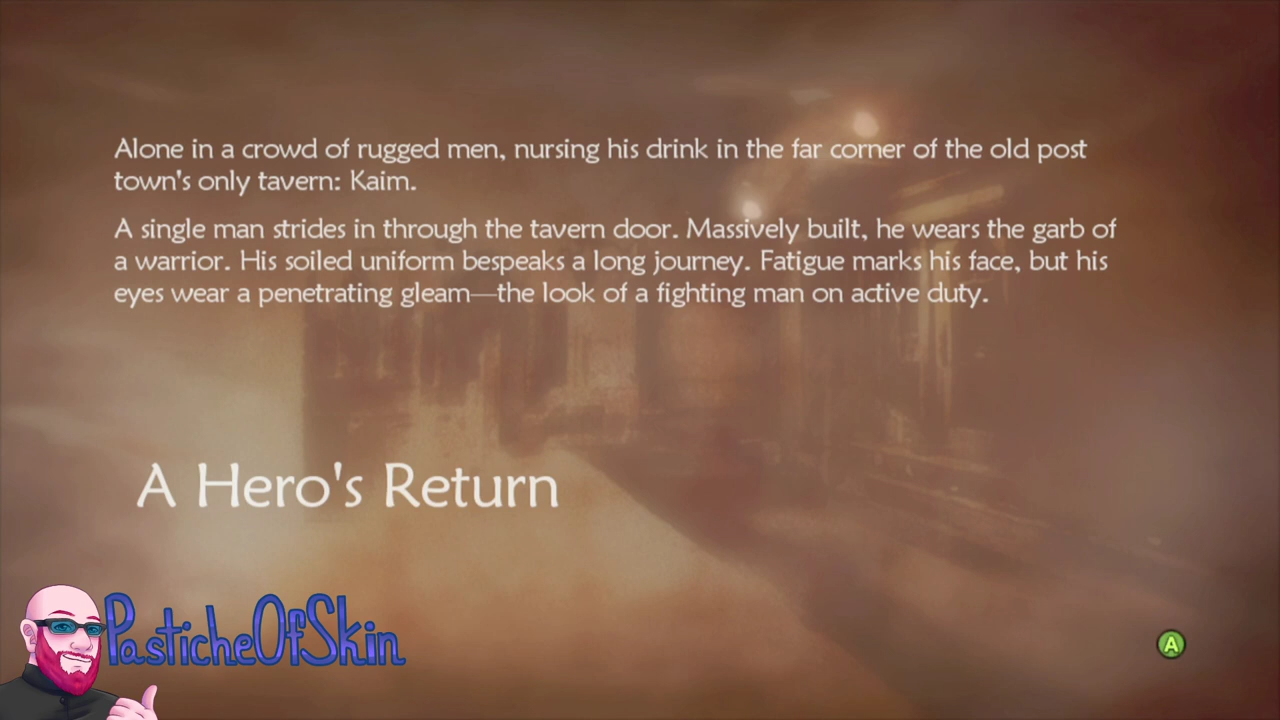 Alone in a crowd of rugged men, nursing his drink in the far corner of the old post
town's only tavern: Kaim.
A single man strides in through the tavern door. Massively built, he wears the garb of
a warrior. His soiled uniform bespeaks a long journey. Fatigue marks his face, but his
eyes wear a penetrating gleam—the look of a fighting man on active duty.
A Hero's Return
PasticheOfSkin
A